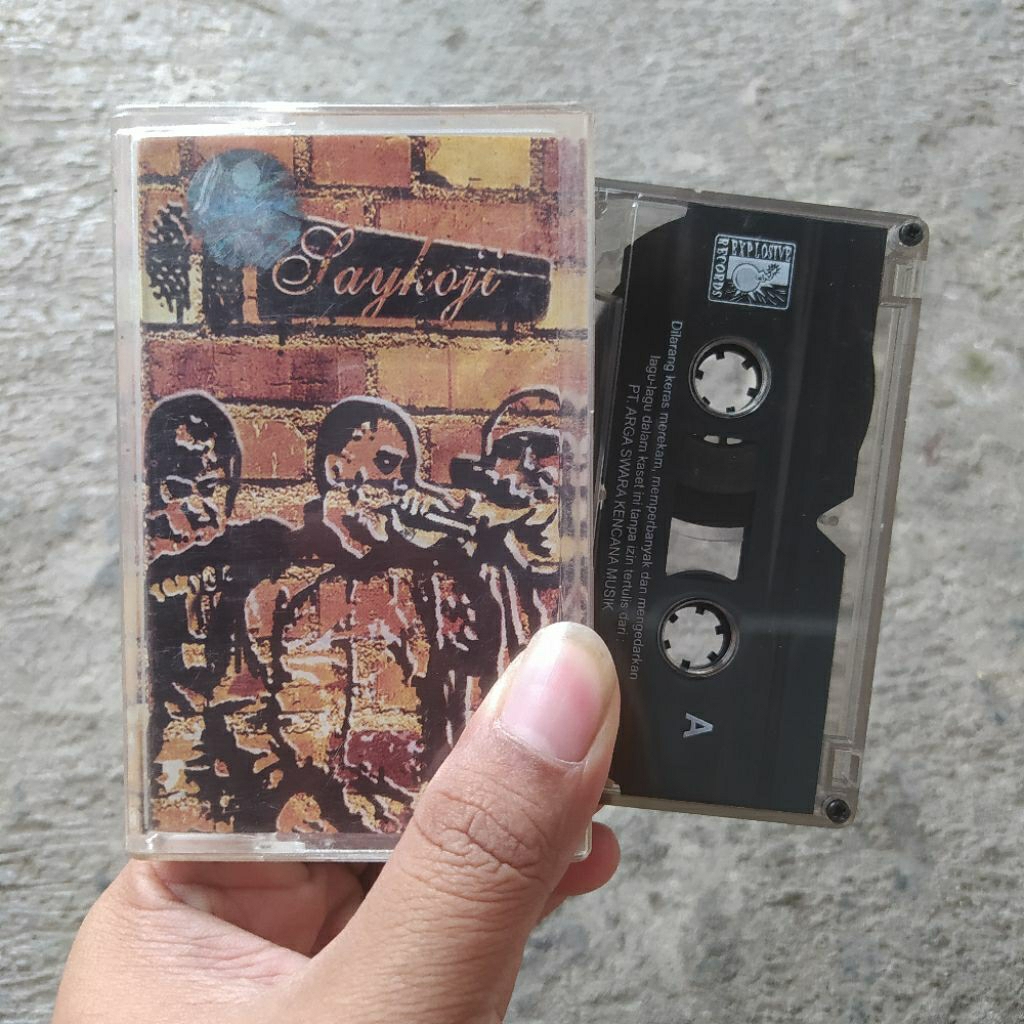 Saykoji
EXPLOSIVE
RECORDS
Dilarang keras merekam, memperbanyak dan mengedarkan
lagu-lagu dalam kaset ini tanpa izin tertulis dari :
PT. ARGA SWARA KENCANA MUSIK
A